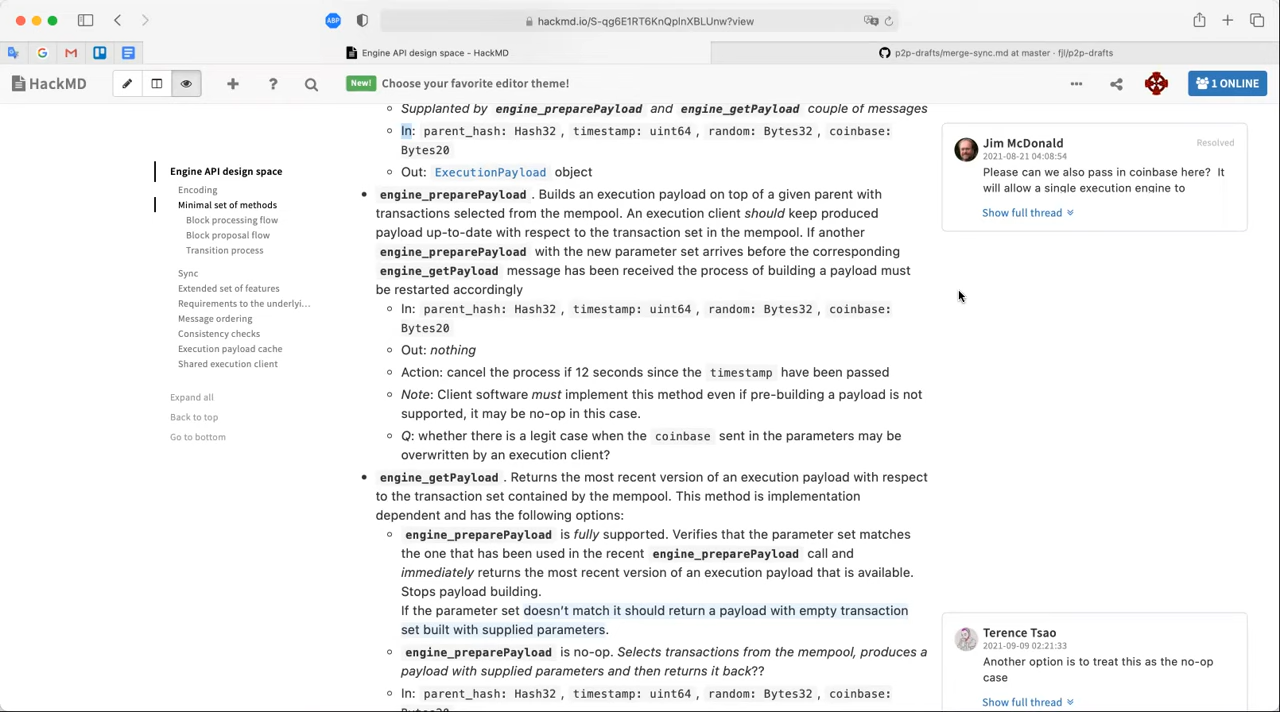 hackmd.io/S-qg6E1RT6KnQplnXBLUnw?view
ABP
Engine API design space - HackMD
p2p-drafts/merge-sync.md at master · fjl/p2p-drafts
HackMD
New!
Choose your favorite editor theme!
1 ONLINE
Engine API design space
Encoding
Minimal set of methods
Block processing flow
Block proposal flow
Transition process
Sync
Extended set of features
Requirements to the underlyi...
Message ordering
Consistency checks
Execution payload cache
Shared execution client
Expand all
Back to top
Go to bottom
Supplanted by engine_preparePayload and engine_getPayload couple of messages
In: parent_hash: Hash32 , timestamp: uint64 , random: Bytes32 , coinbase:
Bytes20
Out: ExecutionPayload object
engine_preparePayload . Builds an execution payload on top of a given parent with
transactions selected from the mempool. An execution client should keep produced
payload up-to-date with respect to the transaction set in the mempool. If another
engine_preparePayload with the new parameter set arrives before the corresponding
engine_getPayload message has been received the process of building a payload must
be restarted accordingly
In: parent_hash: Hash32 , timestamp: uint64 , random: Bytes32 , coinbase:
Bytes20
Out: nothing
Action: cancel the process if 12 seconds since the timestamp have been passed
Note: Client software must implement this method even if pre-building a payload is not
supported, it may be no-op in this case.
Q: whether there is a legit case when the coinbase sent in the parameters may be
overwritten by an execution client?
engine_getPayload . Returns the most recent version of an execution payload with respect
to the transaction set contained by the mempool. This method is implementation
dependent and has the following options:
engine_preparePayload is fully supported. Verifies that the parameter set matches
the one that has been used in the recent engine_preparePayload call and
immediately returns the most recent version of an execution payload that is available.
Stops payload building.
If the parameter set doesn't match it should return a payload with empty transaction
set built with supplied parameters.
engine_preparePayload is no-op. Selects transactions from the mempool, produces a
payload with supplied parameters and then returns it back??
In: parent_hash: Hash32 , timestamp: uint64 , random: Bytes32 , coinbase:
Bytes20
Jim McDonald
Resolved
2021-08-21 04:08:54
Please can we also pass in coinbase here? It
will allow a single execution engine to
Show full thread
Terence Tsao
2021-09-09 02:21:33
Another option is to treat this as the no-op
case
Show full thread